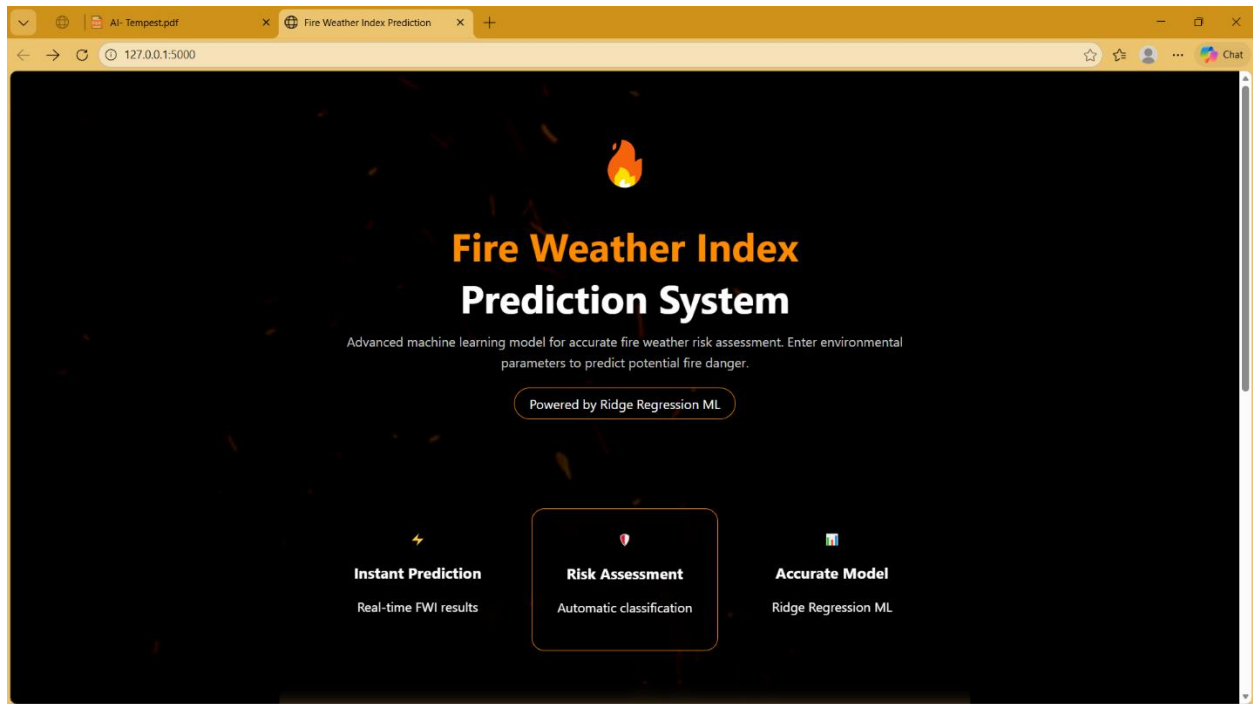 AI- Tempest.pdf
Fire Weather Index Prediction
127.0.0.1:5000
Chat
Fire Weather Index
Prediction System
Advanced machine learning model for accurate fire weather risk assessment. Enter environmental
parameters to predict potential fire danger.
Powered by Ridge Regression ML
Instant Prediction
Real-time FWI results
Risk Assessment
Automatic classification
Accurate Model
Ridge Regression ML